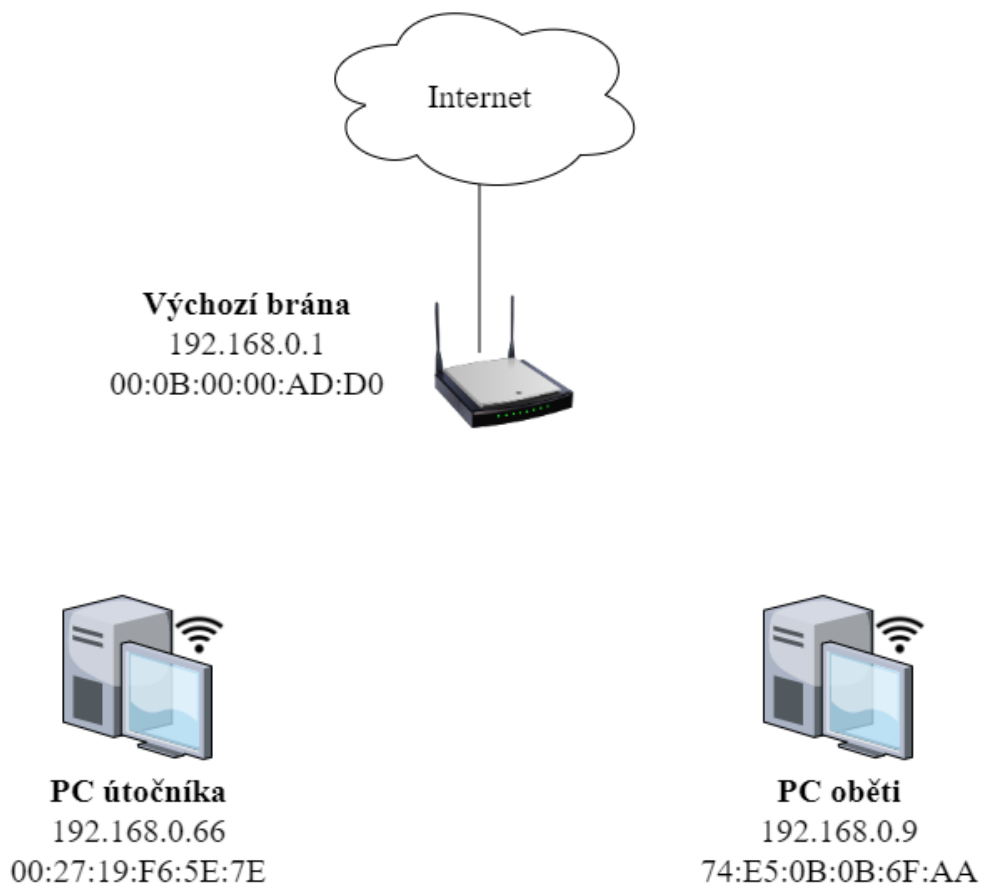 Internet
Výchozí brána
192.168.0.1
00:0B:00:00:AD:D0
PC útočníka
192.168.0.66
00:27:19:F6:5E:7E
PC oběti
192.168.0.9
74:E5:0B:0B:6F:AA